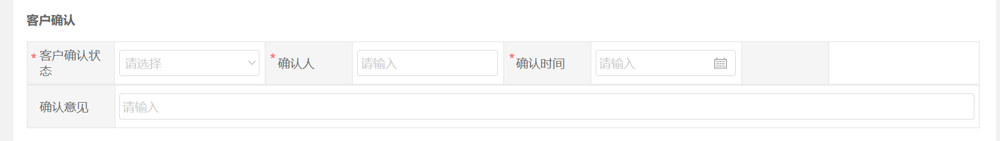 客户确认
* 客户确认状
态
请选择
* 确认人
请输入
* 确认时间
请输入
确认意见
请输入